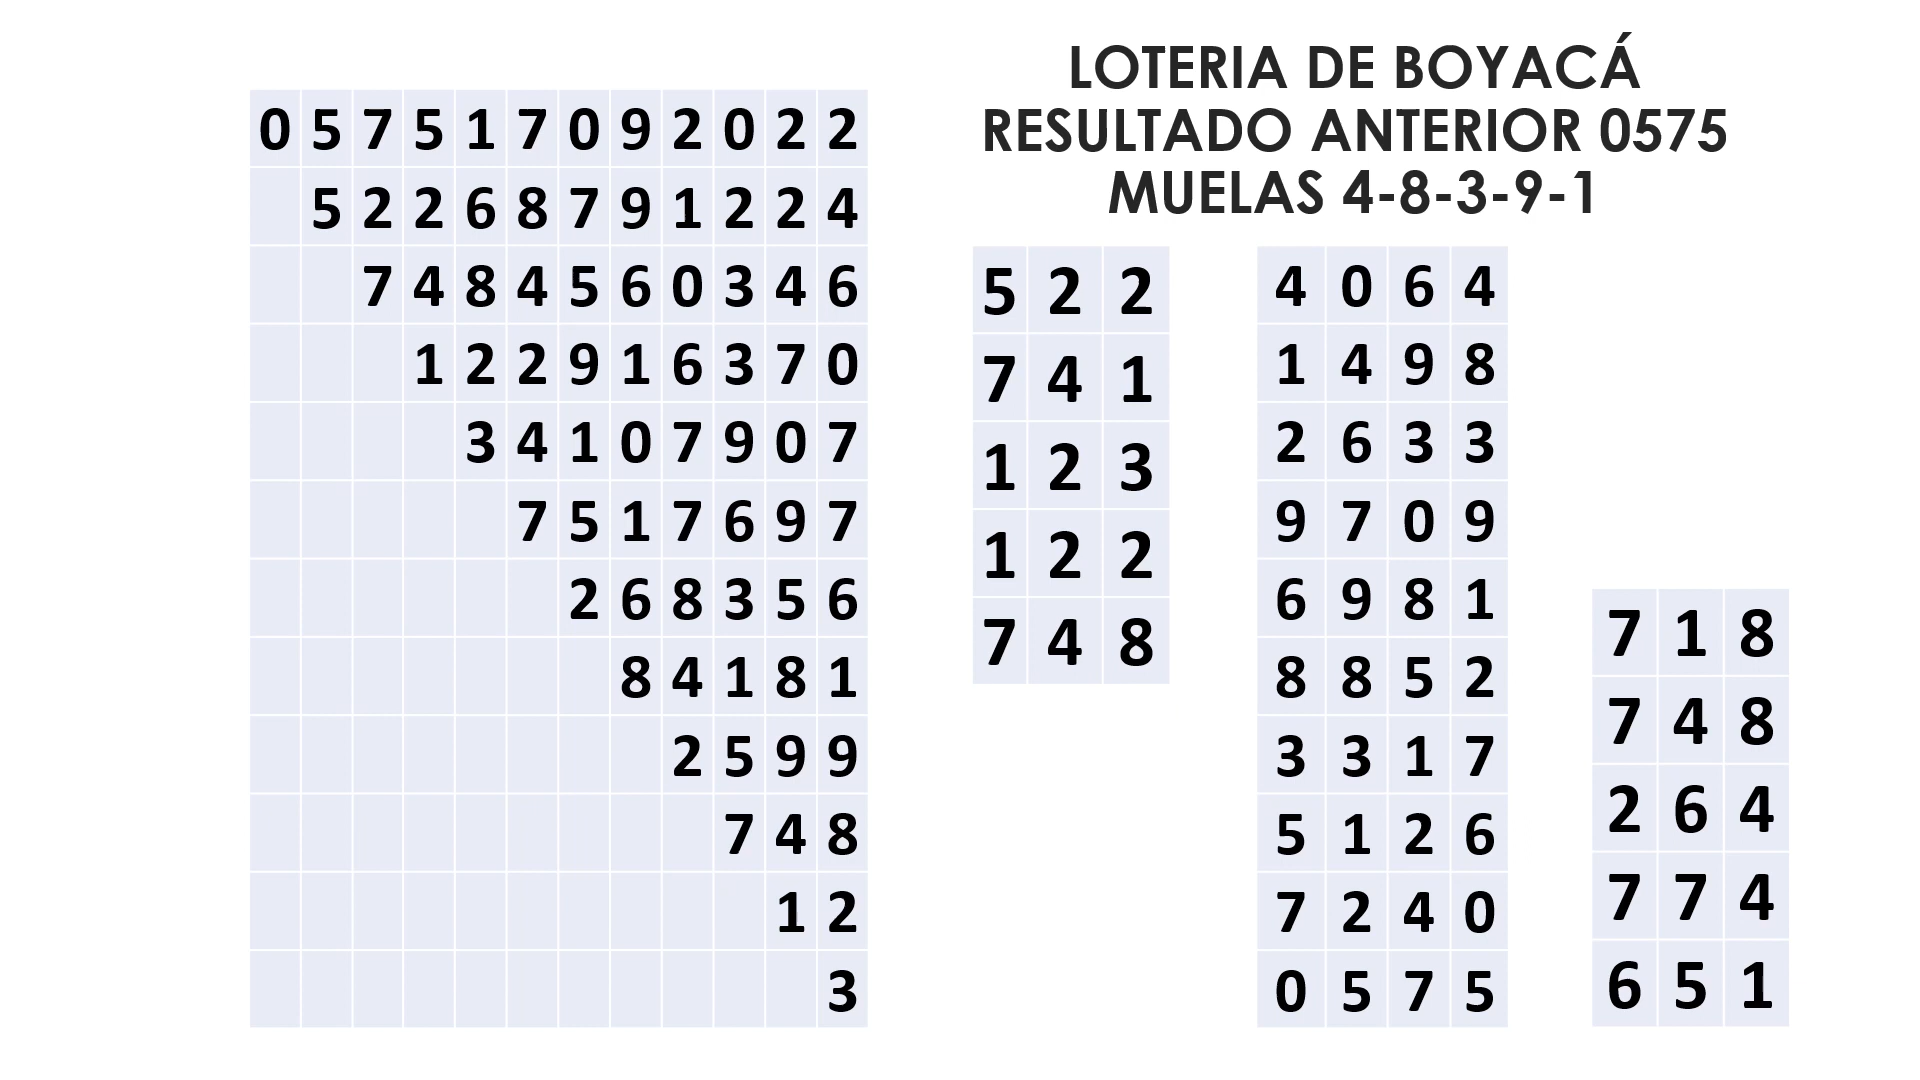 LOTERIA DE BOYACÁ
RESULTADO ANTERIOR 0575
MUELAS 4-8-3-9-1
0 5 7 5 1 7 0 9 2 0 2 2
5 2 2 6 8 7 9 1 2 2 4
7 4 8 4 5 6 0 3 4 6
1 2 2 9 1 6 3 7 0
3 4 1 0 7 9 0 7
7 5 1 7 6 9 7
2 6 8 3 5 6
8 4 1 8 1
2 5 9 9
7 4 8
1 2
3
5 2 2
7 4 1
1 2 3
1 2 2
7 4 8
4 0 6 4
1 4 9 8
2 6 3 3
9 7 0 9
6 9 8 1
8 8 5 2
3 3 1 7
5 1 2 6
7 2 4 0
0 5 7 5
7 1 8
7 4 8
2 6 4
7 7 4
6 5 1